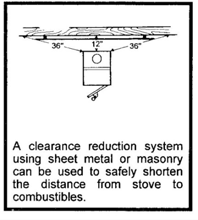 36" 12" 36"
A clearance reduction system
using sheet metal or masonry
can be used to safely shorten
the distance from stove to
combustibles.